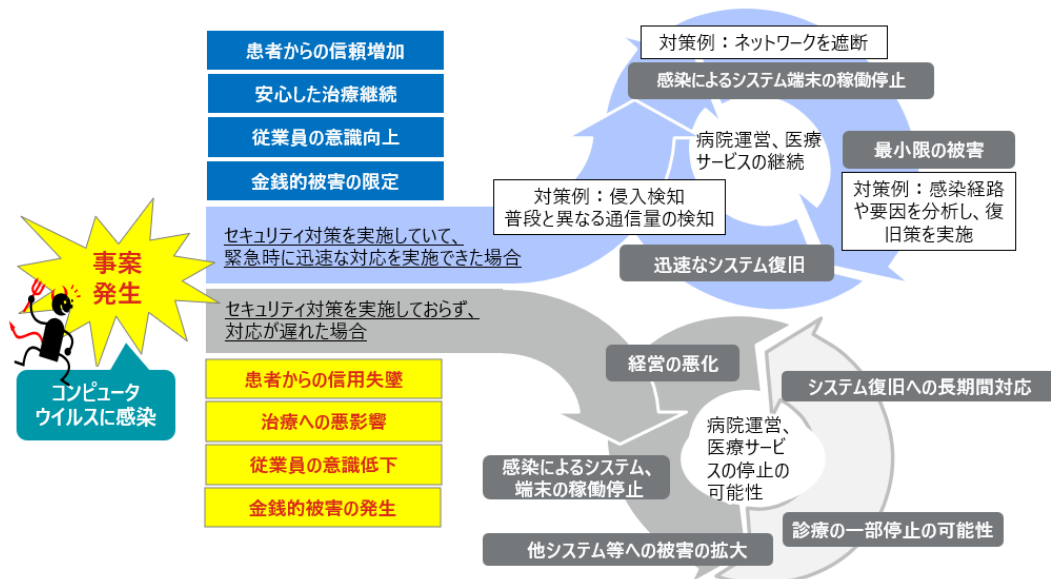 患者からの信頼増加
安心した治療継続
従業員の意識向上
金銭的被害の限定
対策例：ネットワークを遮断
感染によるシステム端末の稼働停止
病院運営、医療
サービスの継続
最小限の被害
対策例：感染経路
や要因を分析し、復
旧策を実施
対策例：侵入検知
普段と異なる通信量の検知
迅速なシステム復旧
セキュリティ対策を実施していて、
緊急時に迅速な対応を実施できた場合
事案
発生
コンピュータ
ウイルスに感染
セキュリティ対策を実施しておらず、
対応が遅れた場合
患者からの信用失墜
治療への悪影響
従業員の意識低下
金銭的被害の発生
経営の悪化
システム復旧への長期間対応
病院運営、
医療サービ
スの停止の
可能性
感染によるシステム、
端末の稼働停止
診療の一部停止の可能性
他システム等への被害の拡大